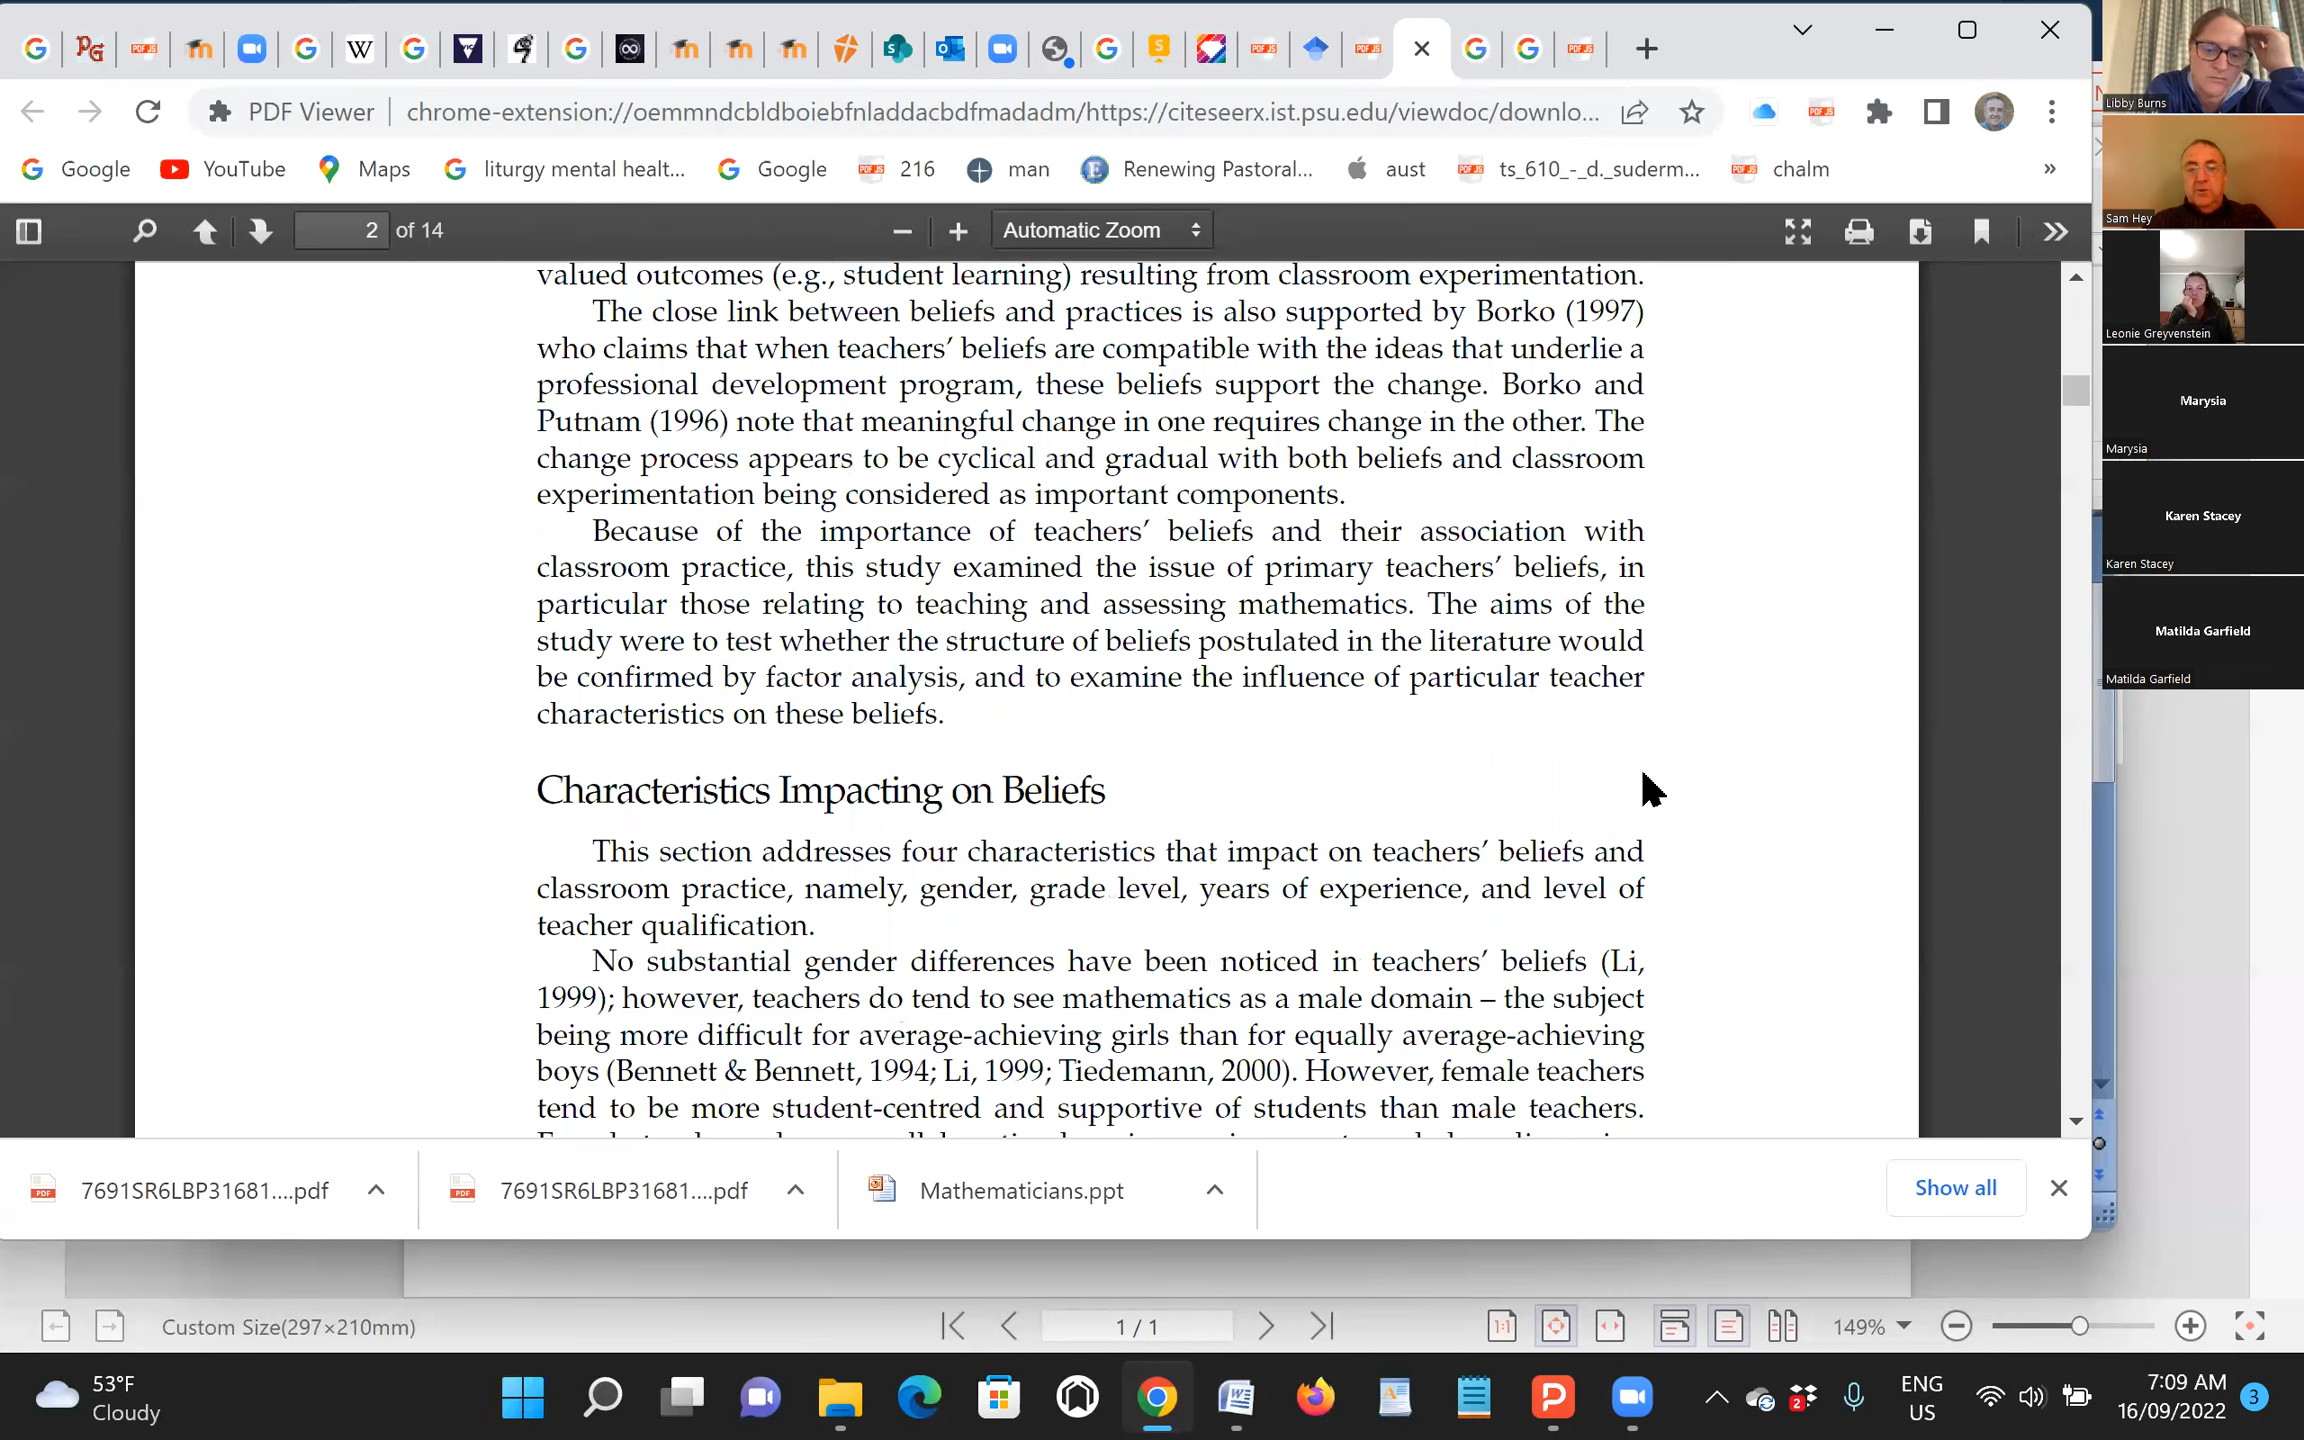 PDF Viewer
chrome-extension://oemmndcbldboiebfnladdacbdfmadadm/https://citeseerx.ist.psu.edu/viewdoc/downlo...
Google
YouTube
Maps
liturgy mental healt...
Google
216
man
Renewing Pastoral...
aust
ts_610_-_d._suderm...
chalm
»
2 of 14
Automatic Zoom
valued outcomes (e.g., student learning) resulting from classroom experimentation.
The close link between beliefs and practices is also supported by Borko (1997)
who claims that when teachers’ beliefs are compatible with the ideas that underlie a
professional development program, these beliefs support the change. Borko and
Putnam (1996) note that meaningful change in one requires change in the other. The
change process appears to be cyclical and gradual with both beliefs and classroom
experimentation being considered as important components.
Because of the importance of teachers’ beliefs and their association with
classroom practice, this study examined the issue of primary teachers’ beliefs, in
particular those relating to teaching and assessing mathematics. The aims of the
study were to test whether the structure of beliefs postulated in the literature would
be confirmed by factor analysis, and to examine the influence of particular teacher
characteristics on these beliefs.
Characteristics Impacting on Beliefs
This section addresses four characteristics that impact on teachers’ beliefs and
classroom practice, namely, gender, grade level, years of experience, and level of
teacher qualification.
No substantial gender differences have been noticed in teachers’ beliefs (Li,
1999); however, teachers do tend to see mathematics as a male domain – the subject
being more difficult for average-achieving girls than for equally average-achieving
boys (Bennett & Bennett, 1994; Li, 1999; Tiedemann, 2000). However, female teachers
tend to be more student-centred and supportive of students than male teachers.
Libby Burns
Sam Hey
Leonie Greyvenstein
Marysia
Marysia
Karen Stacey
Karen Stacey
Matilda Garfield
Matilda Garfield
7691SR6LBP31681....pdf
7691SR6LBP31681....pdf
Mathematicians.ppt
Show all
Custom Size(297×210mm)
1 / 1
149%
53°F
Cloudy
ENG
US
7:09 AM
16/09/2022
3